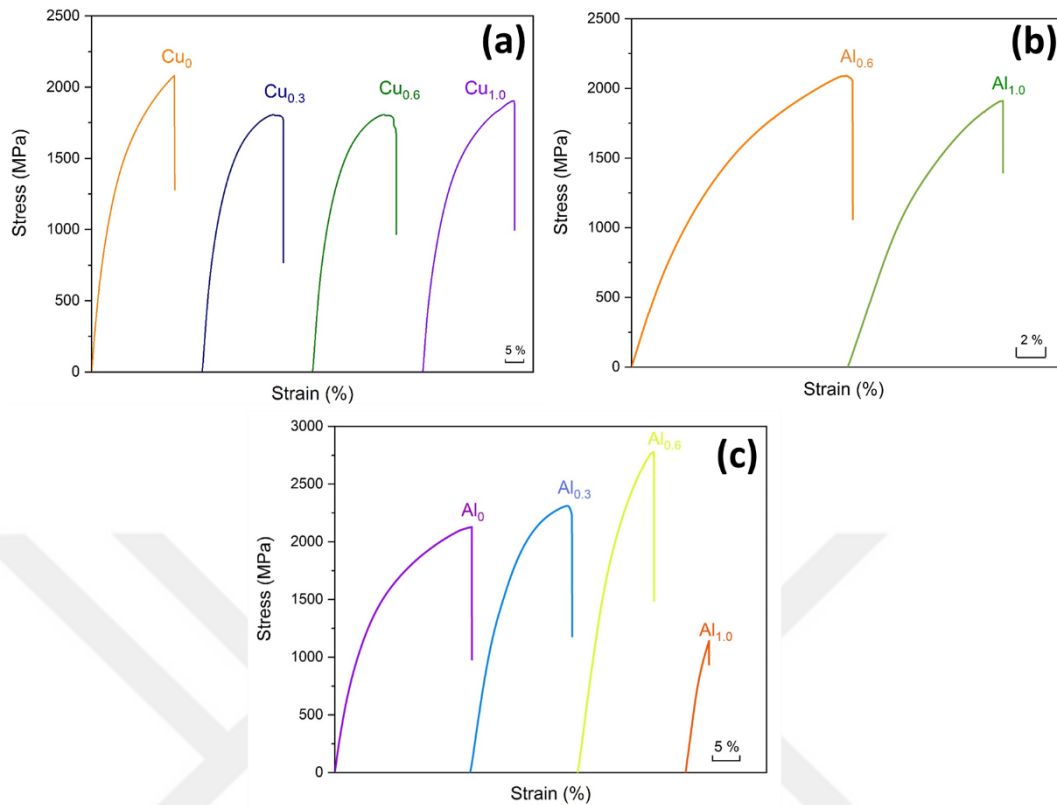 (a)
2500
2000
1500
1000
500
0
Stress (MPa)
Cu₀
Cu₀.₃
Cu₀.₆
Cu₁.₀
5 %
Strain (%)
(b)
2500
2000
1500
1000
500
0
Stress (MPa)
Al₀.₆
Al₁.₀
2 %
Strain (%)
(c)
3000
2500
2000
1500
1000
500
0
Stress (MPa)
Al₀
Al₀.₃
Al₀.₆
Al₁.₀
5 %
Strain (%)